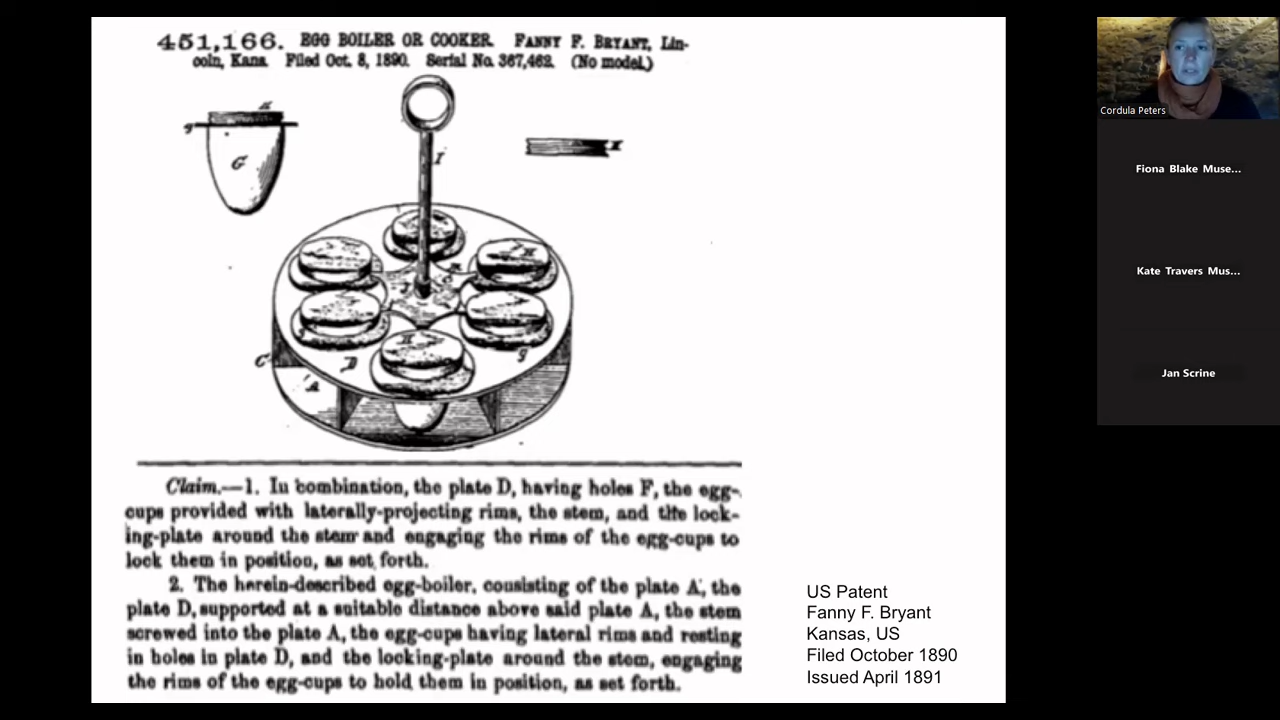 451,166. EGG BOILER OR COOKER. FANNY F. BRYANT, Lin-
coln, Kans. Filed Oct. 8, 1890. Serial No. 367,462. (No model.)
G
I
H
g
C
A
D
Claim.—1. In combination, the plate D, having holes F, the egg-
cups provided with laterally-projecting rims, the stem, and the lock-
ing-plate around the stem and engaging the rims of the egg-cups to
lock them in position, as set forth.
2. The herein-described egg-boiler, consisting of the plate A, the
plate D, supported at a suitable distance above said plate A, the stem
screwed into the plate A, the egg-cups having lateral rims and resting
in holes in plate D, and the locking-plate around the stem, engaging
the rims of the egg-cups to hold them in position, as set forth.
US Patent
Fanny F. Bryant
Kansas, US
Filed October 1890
Issued April 1891
Cordula Peters
Fiona Blake Muse...
Kate Travers Mus...
Jan Scrine